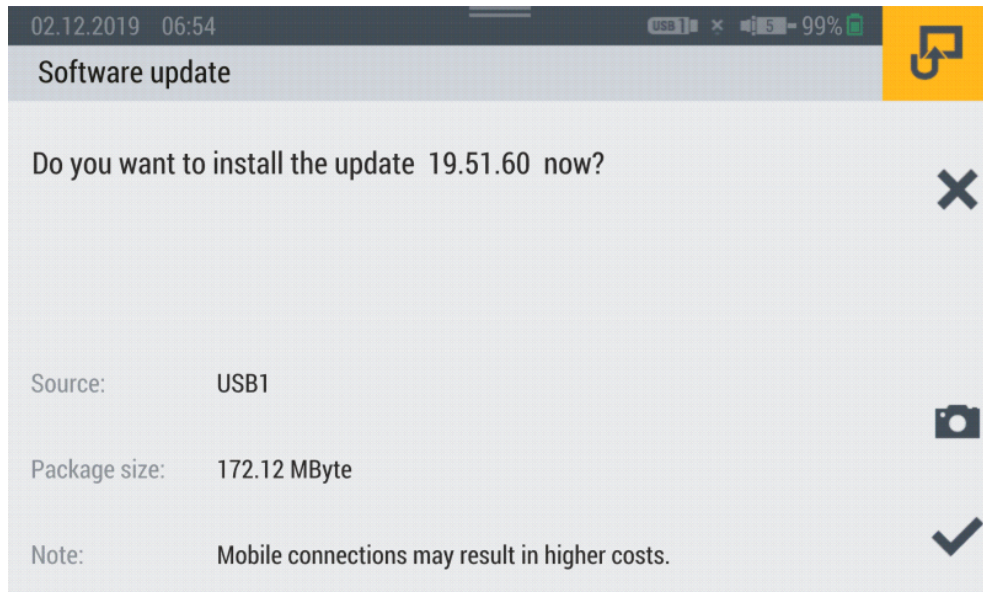 02.12.2019 06:54 USB 1 5 99%
Software update
Do you want to install the update 19.51.60 now?
Source: USB1
Package size: 172.12 MByte
Note: Mobile connections may result in higher costs.